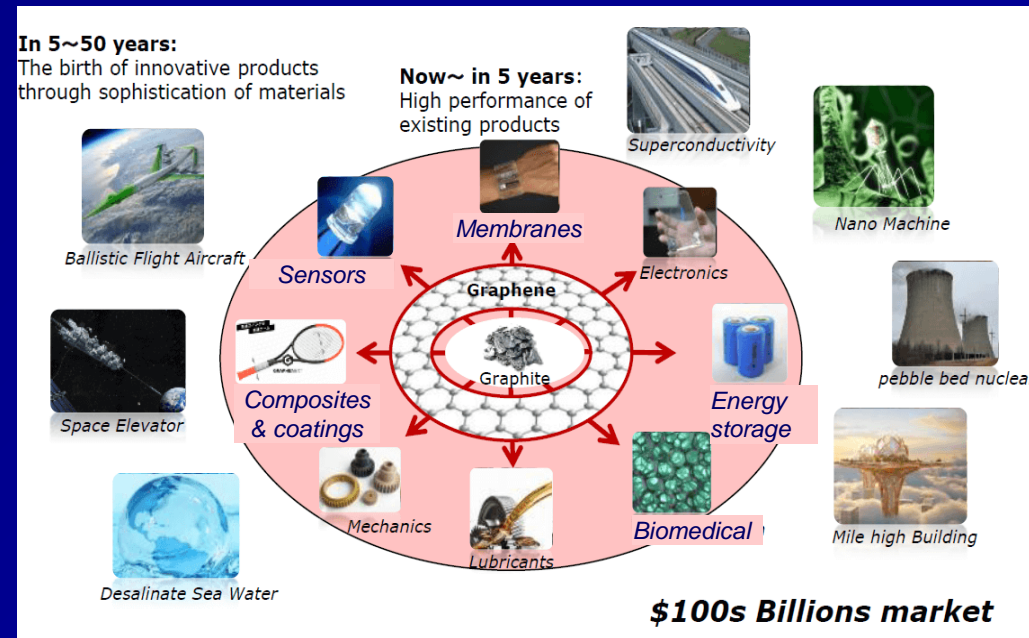 In 5~50 years:
The birth of innovative products
through sophistication of materials
Now~ in 5 years:
High performance of
existing products
Superconductivity
Nano Machine
Ballistic Flight Aircraft
Sensors
Membranes
Electronics
Graphene
Graphite
Space Elevator
Composites
& coatings
Energy
storage
pebble bed nuclea
Mechanics
Lubricants
Biomedical
Mile high Building
Desalinate Sea Water
$100s Billions market